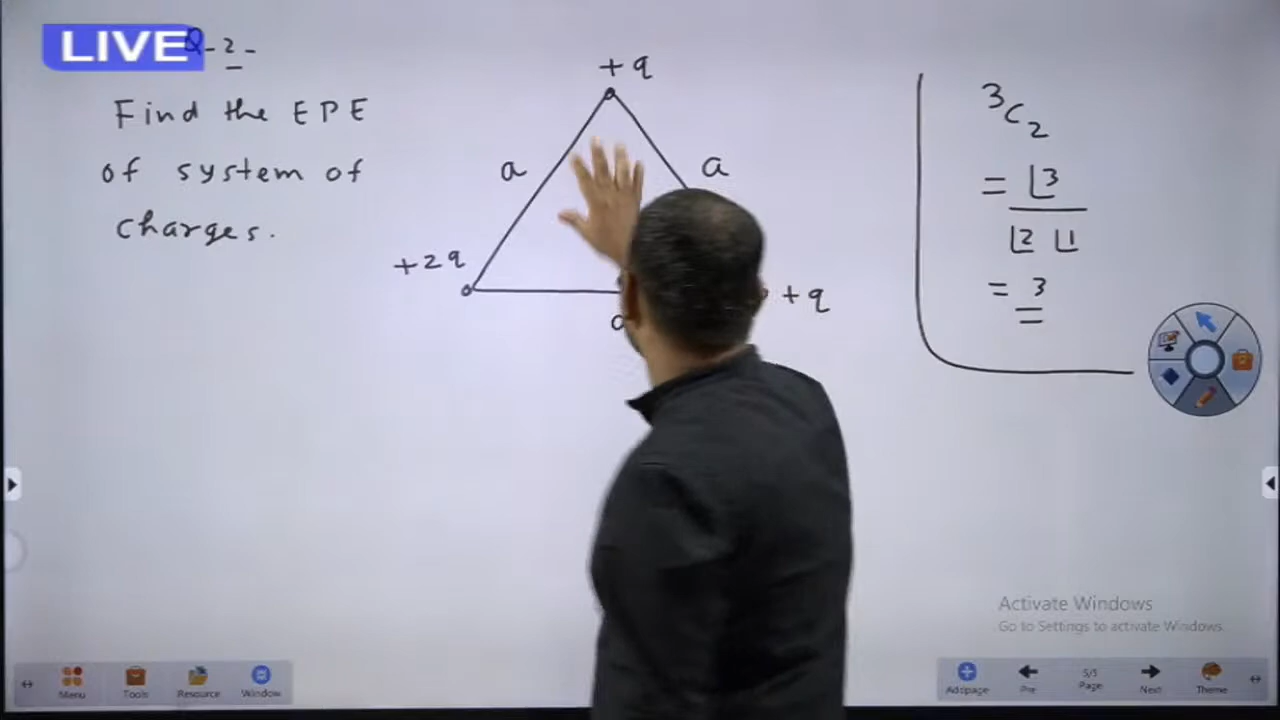 LIVE
Q-2-
Find the EPE
of system of
charges.
+q
a
a
+2q
+q
a
3C2
= ⌊3
⌊2 ⌊1
= 3
Activate Windows
Go to Settings to activate Windows.
Menu
Tools
Resource
Window
Addpage
Pre
5/5
Page
Next
Theme